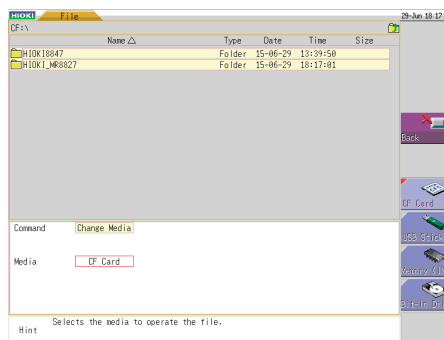 HIOKI File 29-Jun 18:17:
CF:\
Name △ Type Date Time Size
HIOKI8847 Folder 15-06-29 13:39:50
HIOKI_MR8827 Folder 15-06-29 18:17:01
Back
CF Card
USB Stick
Command Change Media
Media CF Card
Selects the media to operate the file.
Hint